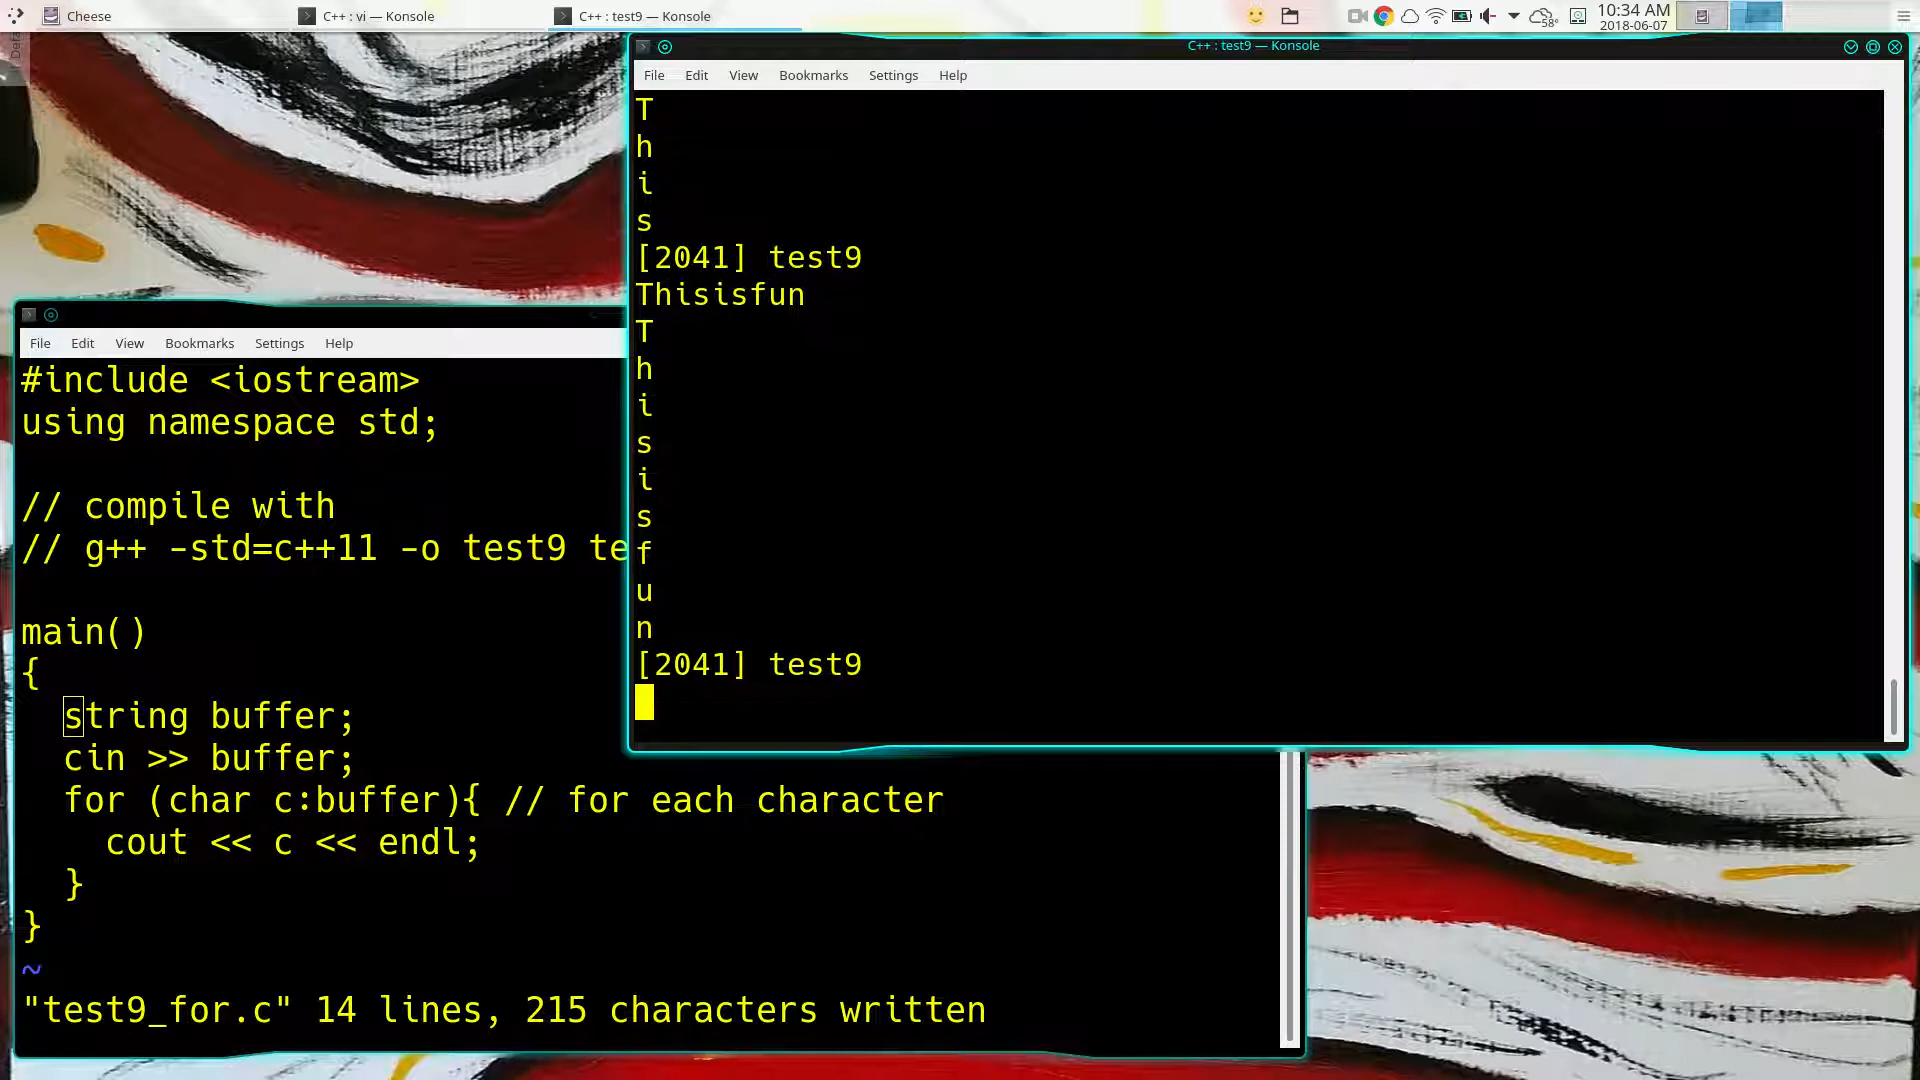 Cheese
C++ : vi — Konsole
C++ : test9 — Konsole
58°
10:34 AM
2018-06-07
C++ : test9 — Konsole
File Edit View Bookmarks Settings Help
T
h
i
s
[2041] test9
Thisisfun
T
h
i
s
i
s
f
u
n
[2041] test9
File Edit View Bookmarks Settings Help
#include <iostream>
using namespace std;
// compile with
// g++ -std=c++11 -o test9 te
main()
{
string buffer;
cin >> buffer;
for (char c:buffer){ // for each character
cout << c << endl;
}
}
~
"test9_for.c" 14 lines, 215 characters written